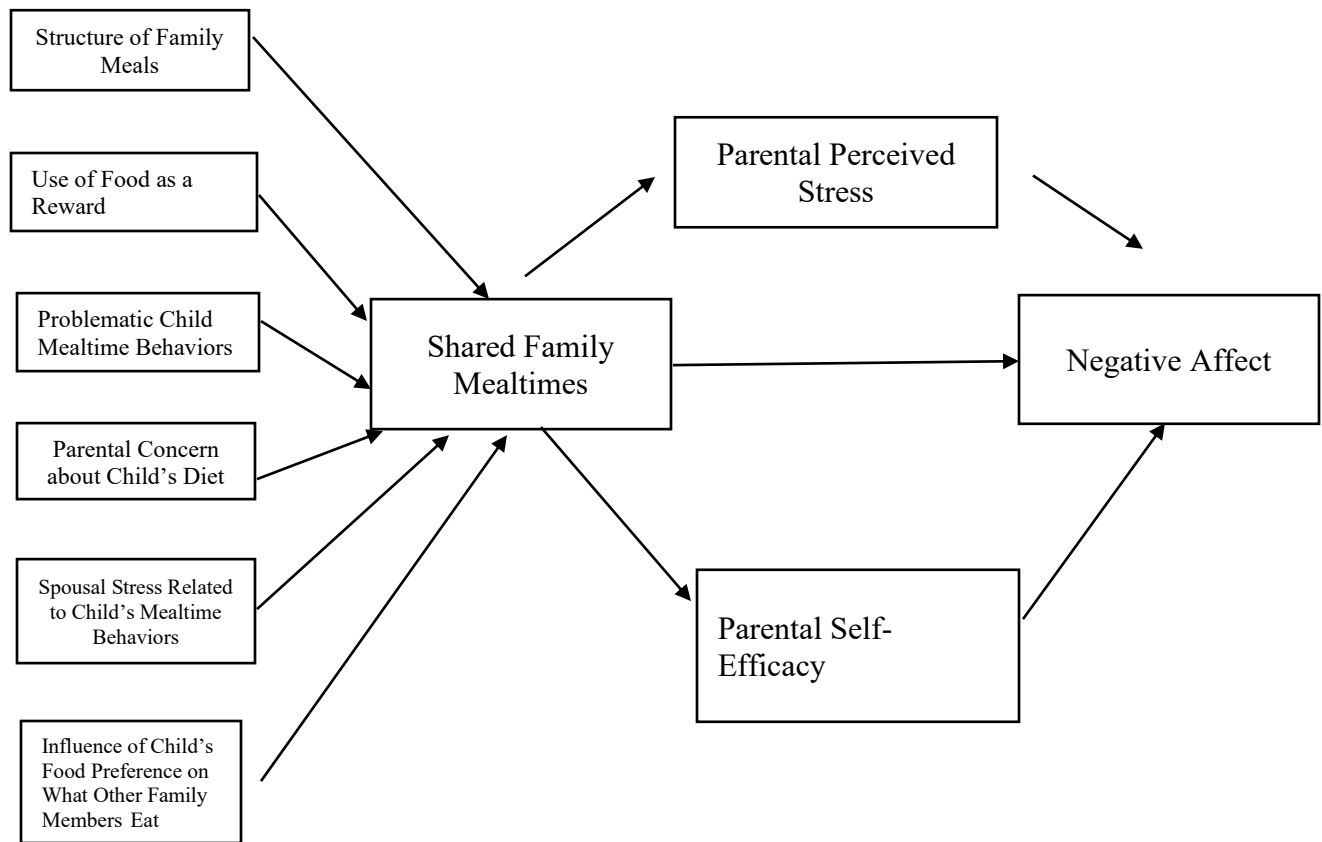 Structure of Family
Meals
Use of Food as a
Reward
Problematic Child
Mealtime Behaviors
Parental Concern
about Child's Diet
Spousal Stress Related
to Child's Mealtime
Behaviors
Influence of Child's
Food Preference on
What Other Family
Members Eat
Shared Family
Mealtimes
Parental Perceived
Stress
Parental Self-
Efficacy
Negative Affect